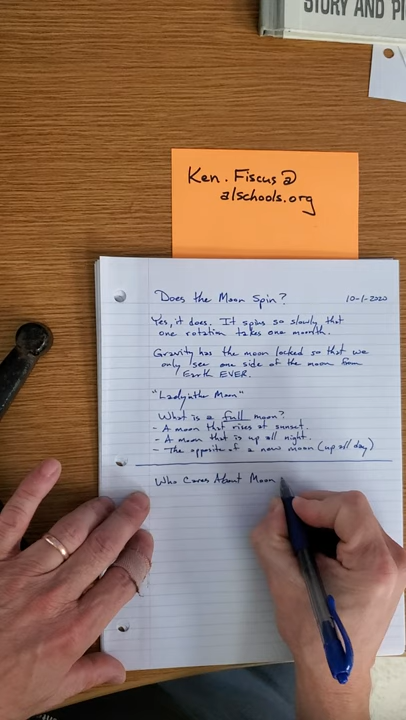 STORY AND PI
Ken.Fiscus@
alschools.org
Does the Moon Spin? 10-1-2020
Yes, it does. It spins so slowly that
one rotation takes one month.
Gravity has the moon locked so that we
only see one side of the moon from
Earth EVER.
"Ladyinthe Moon"
What is a full moon?
- A moon that rises at sunset.
- A moon that is up all night.
- The opposite of a new moon (up all day)
Who Cares About Moon